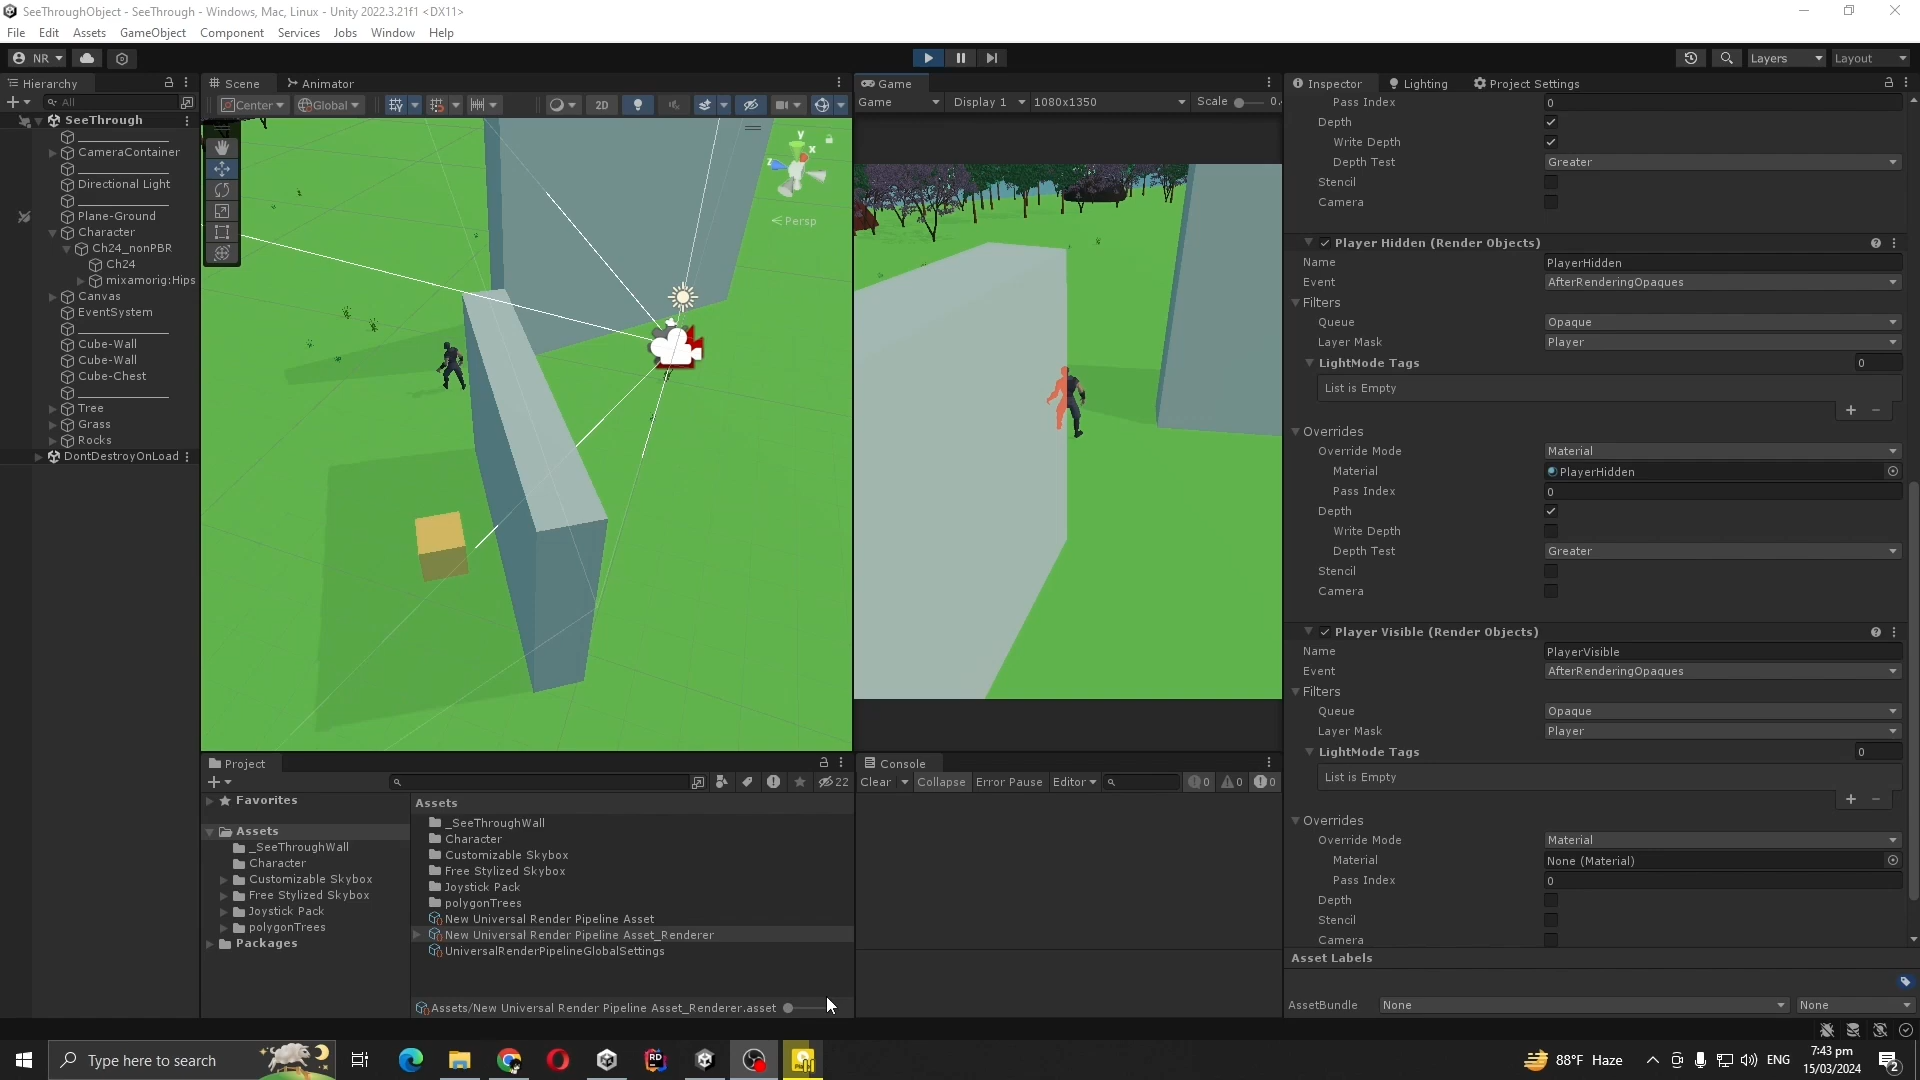 SeeThroughObject - SeeThrough - Windows, Mac, Linux - Unity 2022.3.21f1 <DX11>
File Edit Assets GameObject Component Services Jobs Window Help
NR Layers Layout
Hierarchy
All
SeeThrough
CameraContainer
Directional Light
Plane-Ground
Character
Ch24_nonPBR
Ch24
mixamorig:Hips
Canvas
EventSystem
Cube-Wall
Cube-Wall
Cube-Chest
Tree
Grass
Rocks
DontDestroyOnLoad
Scene Animator
Center Global 2D
y
x
z
Persp
Game
Game Display 1 1080x1350 Scale 0.
Inspector Lighting Project Settings
Pass Index 0
Depth
Write Depth
Depth Test Greater
Stencil
Camera
Player Hidden (Render Objects)
Name PlayerHidden
Event AfterRenderingOpaques
Filters
Queue Opaque
Layer Mask Player
LightMode Tags 0
List is Empty
Overrides
Override Mode Material
Material PlayerHidden
Pass Index 0
Depth
Write Depth
Depth Test Greater
Stencil
Camera
Player Visible (Render Objects)
Name PlayerVisible
Event AfterRenderingOpaques
Filters
Queue Opaque
Layer Mask Player
LightMode Tags 0
List is Empty
Overrides
Override Mode Material
Material None (Material)
Pass Index 0
Depth
Stencil
Camera
Asset Labels
AssetBundle None None
Project
22
Favorites
Assets
_SeeThroughWall
Character
Customizable Skybox
Free Stylized Skybox
Joystick Pack
polygonTrees
Packages
Assets
_SeeThroughWall
Character
Customizable Skybox
Free Stylized Skybox
Joystick Pack
polygonTrees
New Universal Render Pipeline Asset
New Universal Render Pipeline Asset_Renderer
UniversalRenderPipelineGlobalSettings
Assets/New Universal Render Pipeline Asset_Renderer.asset
Console
Clear Collapse Error Pause Editor 0 0 0
Type here to search
88°F Haze ENG
7:43 pm
15/03/2024
2